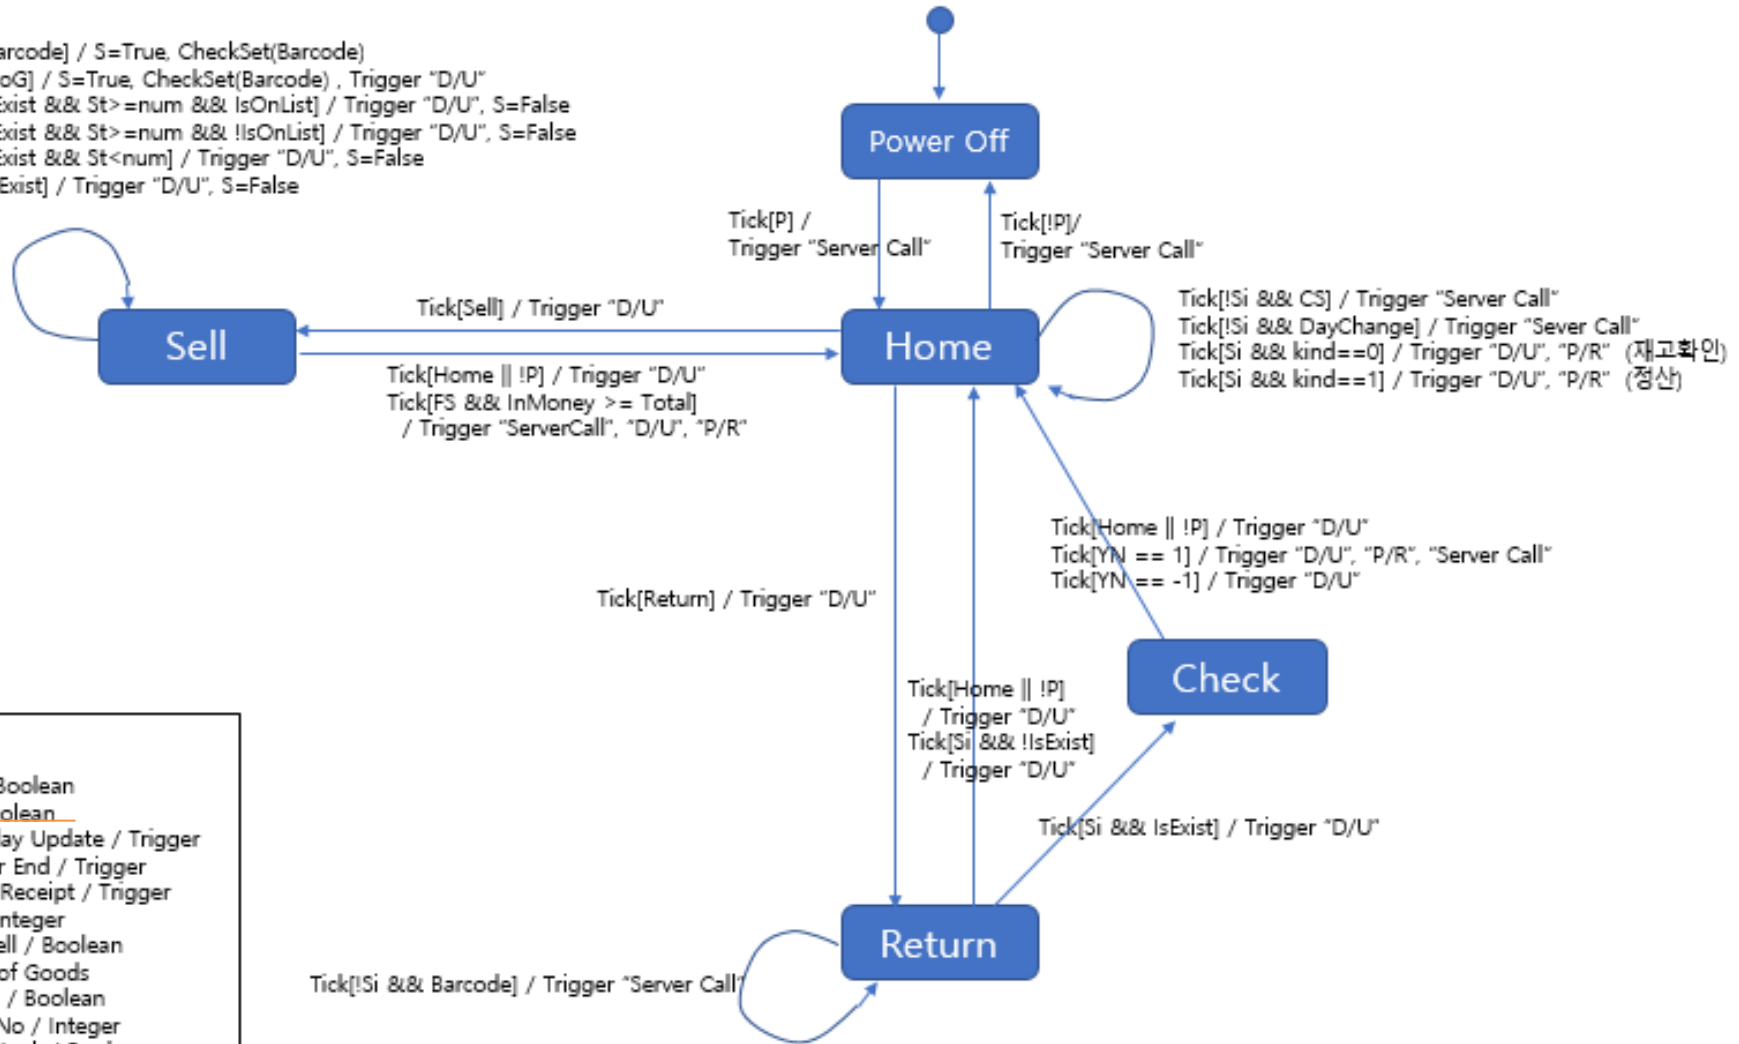 arcode] / S=True, CheckSet(Barcode)
oG] / S=True, CheckSet(Barcode) , Trigger "D/U"
Exist && St>=num && IsOnList] / Trigger "D/U", S=False
Exist && St>=num && !IsOnList] / Trigger "D/U", S=False
Exist && St<num] / Trigger "D/U", S=False
Exist] / Trigger "D/U", S=False
Power Off
Tick[P] /
Trigger "Server Call"
Tick[!P]/
Trigger "Server Call"
Tick[!Si && CS] / Trigger "Server Call"
Tick[!Si && DayChange] / Trigger "Sever Call"
Tick[Si && kind==0] / Trigger "D/U", "P/R" (재고확인)
Tick[Si && kind==1] / Trigger "D/U", "P/R" (정산)
Tick[Sell] / Trigger "D/U"
Sell
Home
Tick[Home || !P] / Trigger "D/U"
Tick[FS && InMoney >= Total]
/ Trigger "ServerCall", "D/U", "P/R"
Tick[Home || !P] / Trigger "D/U"
Tick[YN == 1] / Trigger "D/U", "P/R", "Server Call"
Tick[YN == -1] / Trigger "D/U"
Tick[Return] / Trigger "D/U"
Check
Tick[Home || !P]
/ Trigger "D/U"
Tick[Si && !IsExist]
/ Trigger "D/U"
Tick[Si && IsExist] / Trigger "D/U"
Return
Tick[!Si && Barcode] / Trigger "Server Call"
Boolean
olean
lay Update / Trigger
r End / Trigger
Receipt / Trigger
nteger
ell / Boolean
of Goods
/ Boolean
No / Integer